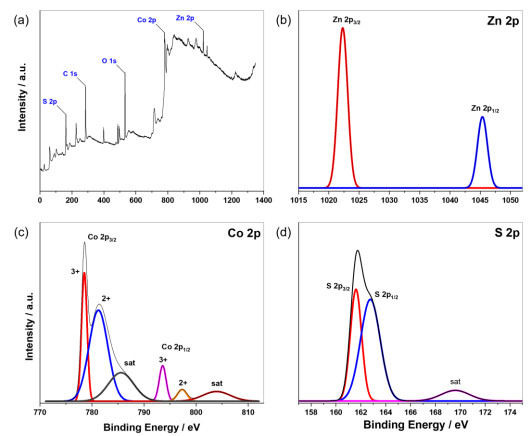 (a)
Intensity / a.u.
S 2p
C 1s
O 1s
Co 2p
Zn 2p
0 200 400 600 800 1000 1200 1400
(b)
Zn 2p
Zn 2p3/2
Zn 2p1/2
1015 1020 1025 1030 1035 1040 1045 1050
(c)
Co 2p
Intensity / a.u.
Co 2p3/2
3+
2+
sat
Co 2p1/2
3+
2+
sat
770 780 790 800 810
Binding Energy / eV
(d)
S 2p
S 2p3/2
S 2p1/2
sat
158 160 162 164 166 168 170 172 174
Binding Energy / eV